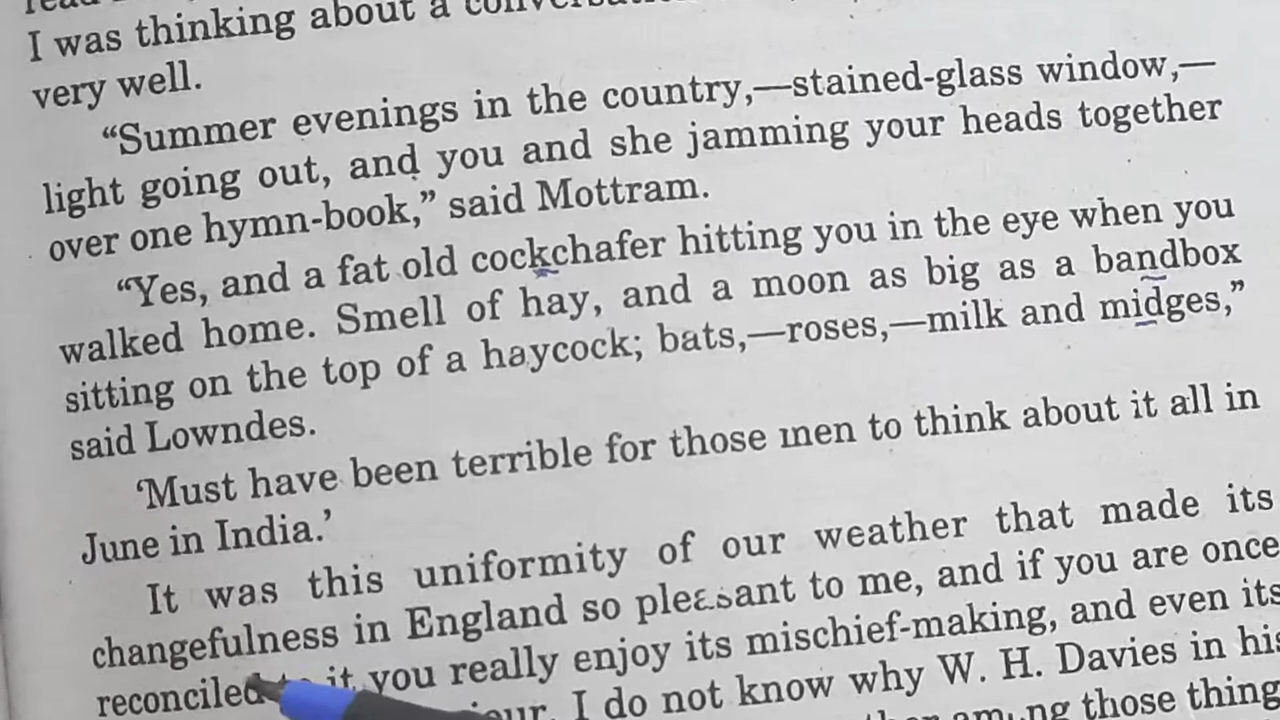 I was thinking about a
very well.
“Summer evenings in the country,—stained-glass window,—
light going out, and you and she jamming your heads together
over one hymn-book,” said Mottram.
“Yes, and a fat old cockchafer hitting you in the eye when you
walked home. Smell of hay, and a moon as big as a bandbox
sitting on the top of a haycock; bats,—roses,—milk and midges,”
said Lowndes.
‘Must have been terrible for those men to think about it all in
June in India.’
It was this uniformity of our weather that made its
changefulness in England so pleasant to me, and if you are once
reconciled it you really enjoy its mischief-making, and even its
I do not know why W. H. Davies in his
among those thing